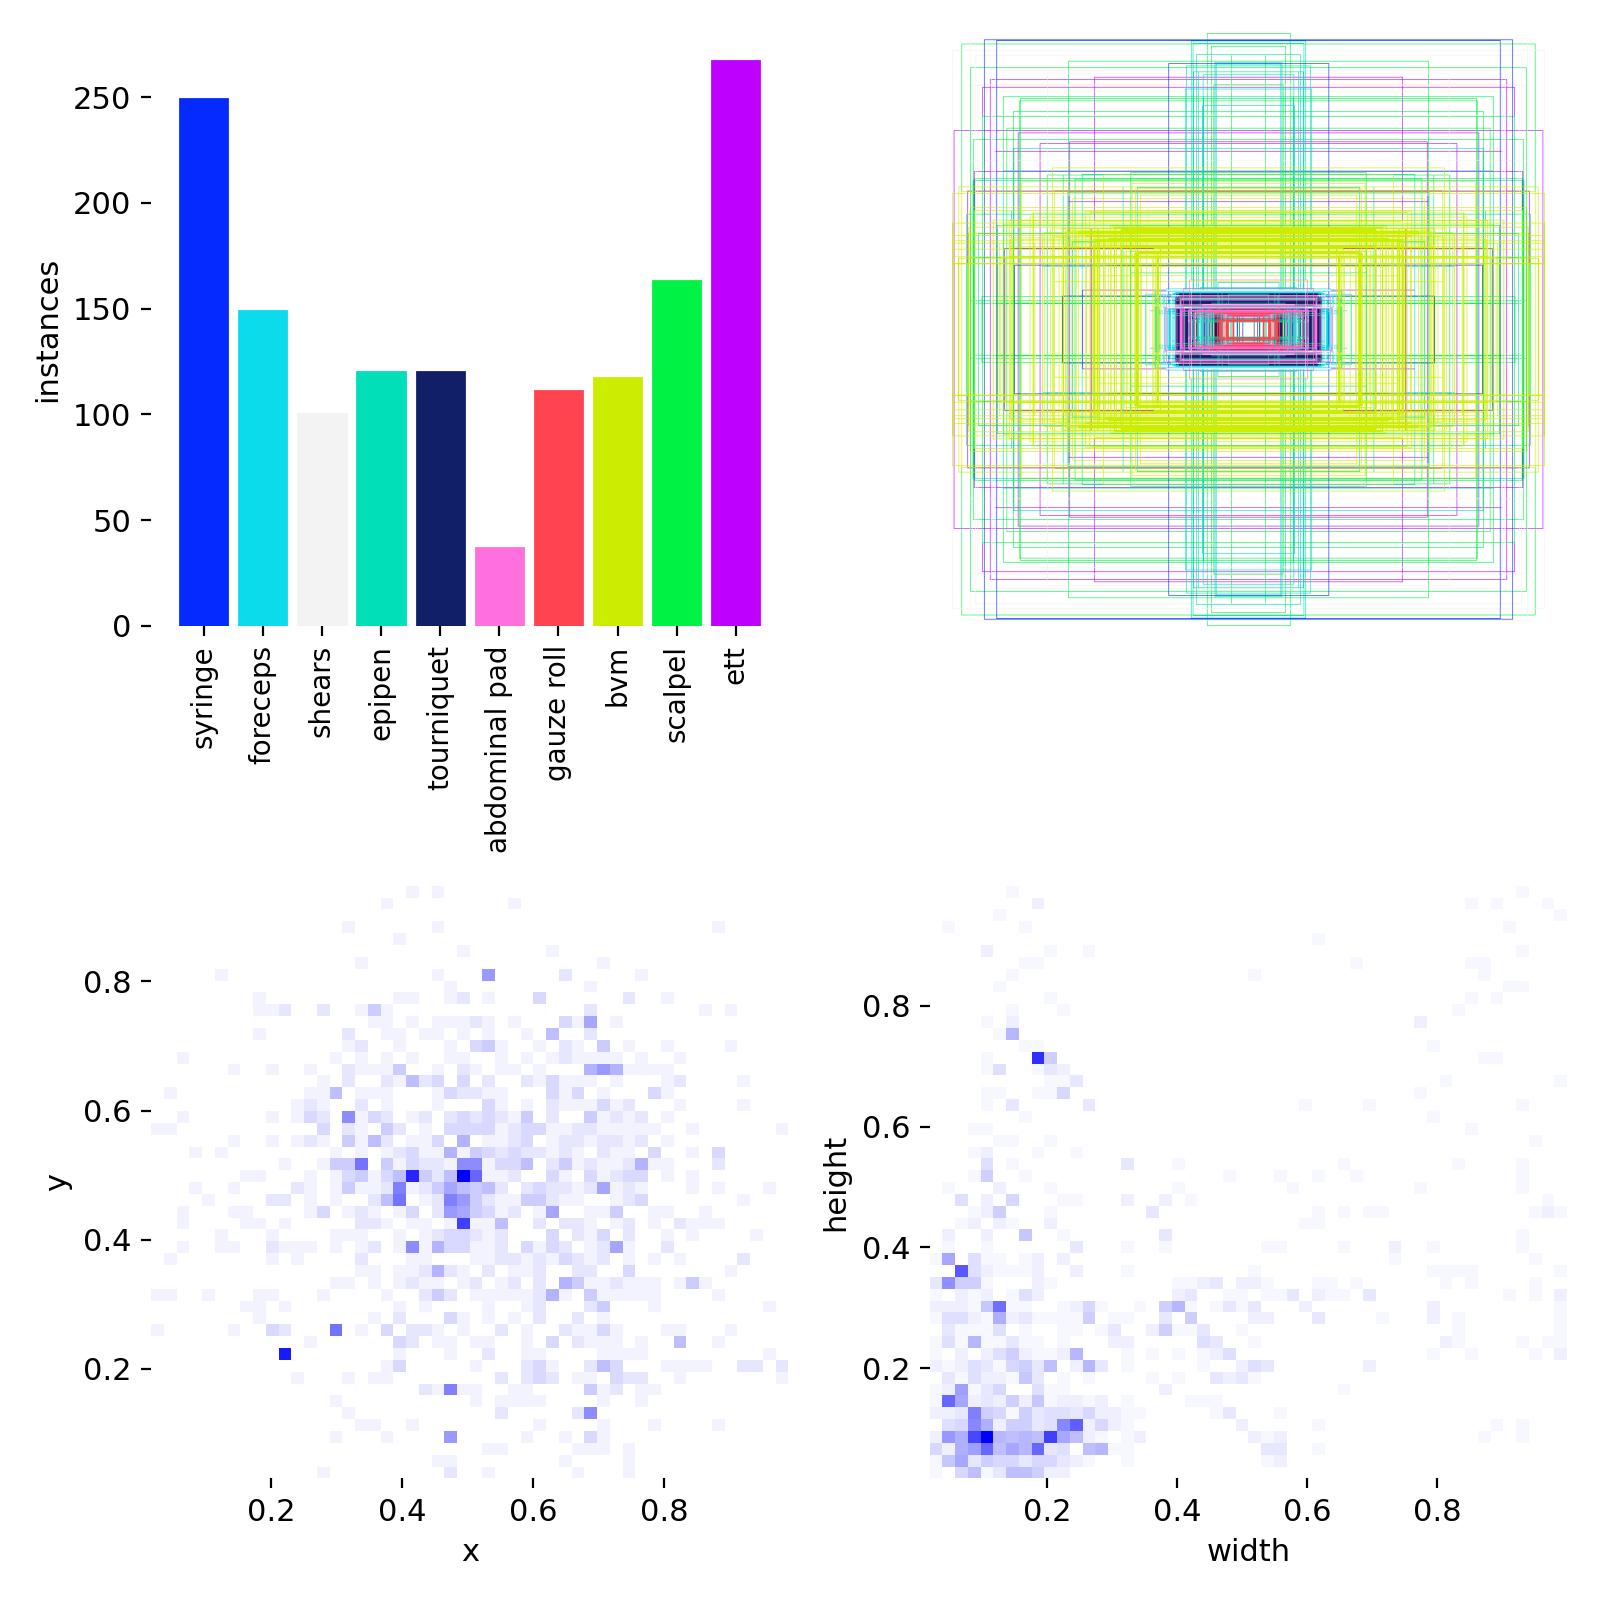 250
200
150
100
50
0
instances
syringe
foreceps
shears
epipen
tourniquet
abdominal pad
gauze roll
bvm
scalpel
ett
0.8
0.6
0.4
0.2
y
0.2 0.4 0.6 0.8
x
0.8
0.6
0.4
0.2
height
0.2 0.4 0.6 0.8
width